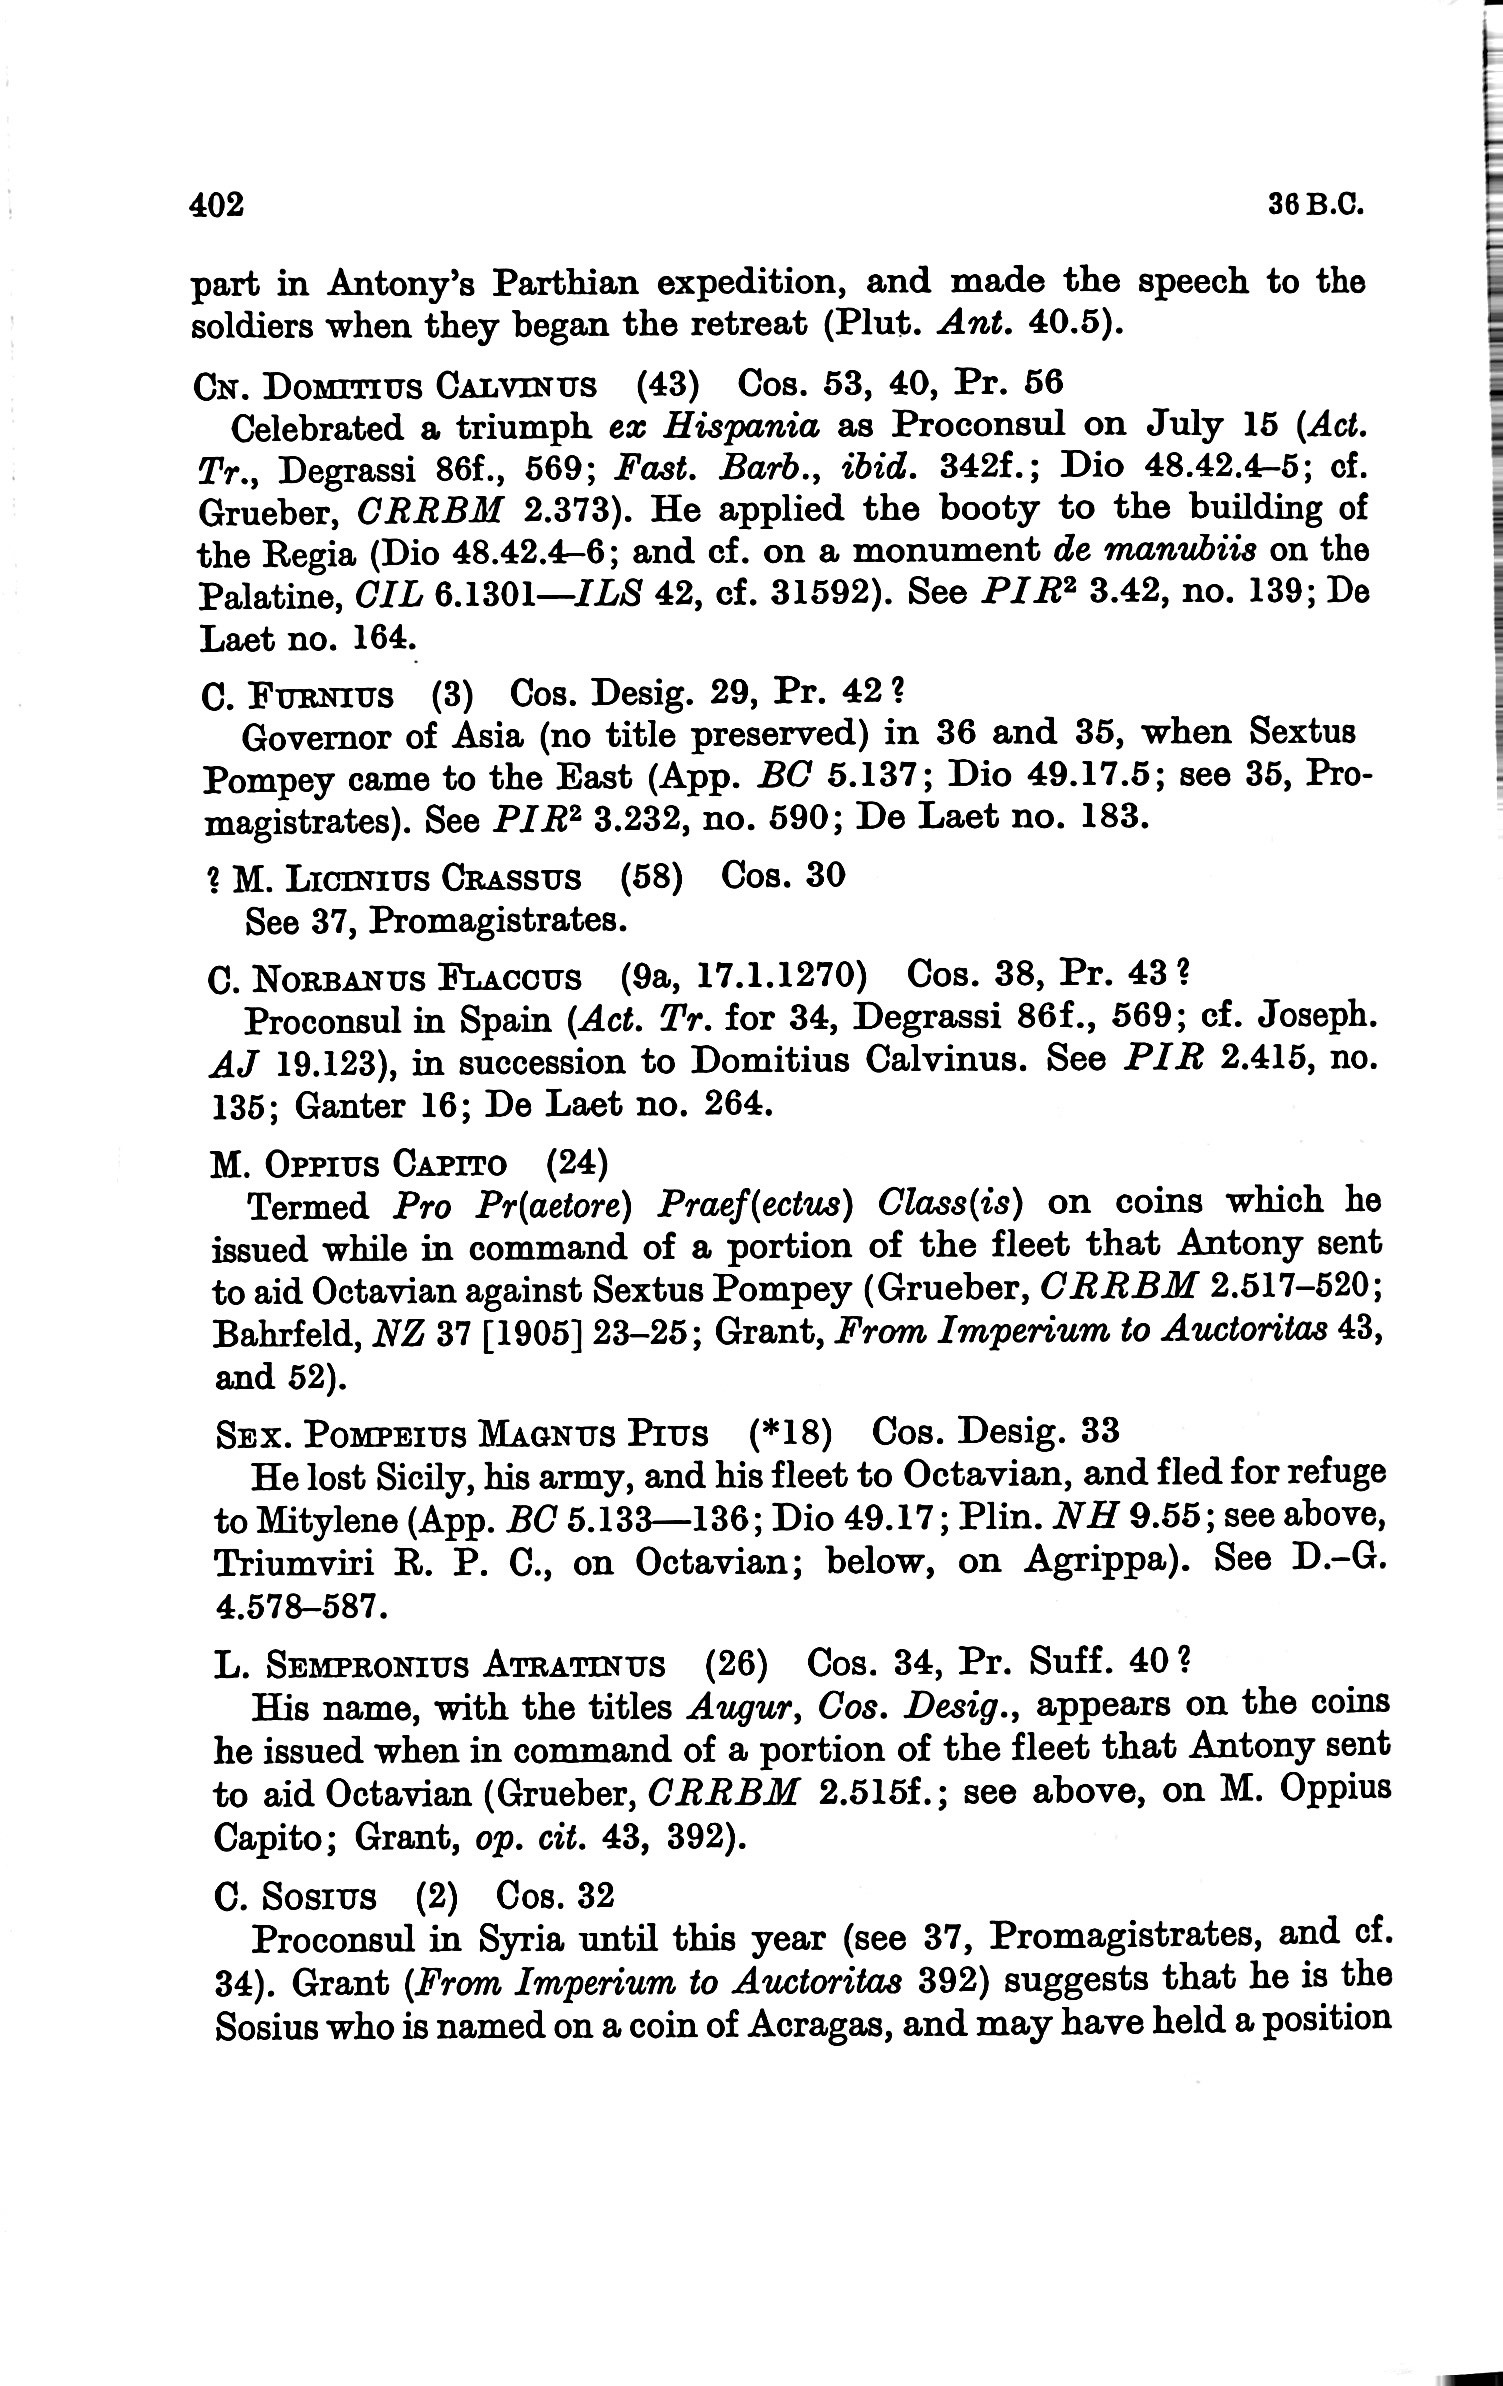 402 36 B.C.
part in Antony's Parthian expedition, and made the speech to the
soldiers when they began the retreat (Plut. Ant. 40.5).
CN. DOMITIUS CALVINUS (43) Cos. 53, 40, Pr. 56
Celebrated a triumph ex Hispania as Proconsul on July 15 (Act.
Tr., Degrassi 86f., 569; Fast. Barb., ibid. 342f.; Dio 48.42.4–5; cf.
Grueber, CRRBM 2.373). He applied the booty to the building of
the Regia (Dio 48.42.4–6; and cf. on a monument de manubiis on the
Palatine, CIL 6.1301—ILS 42, cf. 31592). See PIR² 3.42, no. 139; De
Laet no. 164.
C. FURNIUS (3) Cos. Desig. 29, Pr. 42?
Governor of Asia (no title preserved) in 36 and 35, when Sextus
Pompey came to the East (App. BC 5.137; Dio 49.17.5; see 35, Pro-
magistrates). See PIR² 3.232, no. 590; De Laet no. 183.
? M. LICINIUS CRASSUS (58) Cos. 30
See 37, Promagistrates.
C. NORBANUS FLACCUS (9a, 17.1.1270) Cos. 38, Pr. 43?
Proconsul in Spain (Act. Tr. for 34, Degrassi 86f., 569; cf. Joseph.
AJ 19.123), in succession to Domitius Calvinus. See PIR 2.415, no.
135; Ganter 16; De Laet no. 264.
M. OPPIUS CAPITO (24)
Termed Pro Pr(aetore) Praef(ectus) Class(is) on coins which he
issued while in command of a portion of the fleet that Antony sent
to aid Octavian against Sextus Pompey (Grueber, CRRBM 2.517–520;
Bahrfeld, NZ 37 [1905] 23–25; Grant, From Imperium to Auctoritas 43,
and 52).
SEX. POMPEIUS MAGNUS PIUS (*18) Cos. Desig. 33
He lost Sicily, his army, and his fleet to Octavian, and fled for refuge
to Mitylene (App. BC 5.133—136; Dio 49.17; Plin. NH 9.55; see above,
Triumviri R. P. C., on Octavian; below, on Agrippa). See D.–G.
4.578–587.
L. SEMPRONIUS ATRATINUS (26) Cos. 34, Pr. Suff. 40?
His name, with the titles Augur, Cos. Desig., appears on the coins
he issued when in command of a portion of the fleet that Antony sent
to aid Octavian (Grueber, CRRBM 2.515f.; see above, on M. Oppius
Capito; Grant, op. cit. 43, 392).
C. SOSIUS (2) Cos. 32
Proconsul in Syria until this year (see 37, Promagistrates, and cf.
34). Grant (From Imperium to Auctoritas 392) suggests that he is the
Sosius who is named on a coin of Acragas, and may have held a position